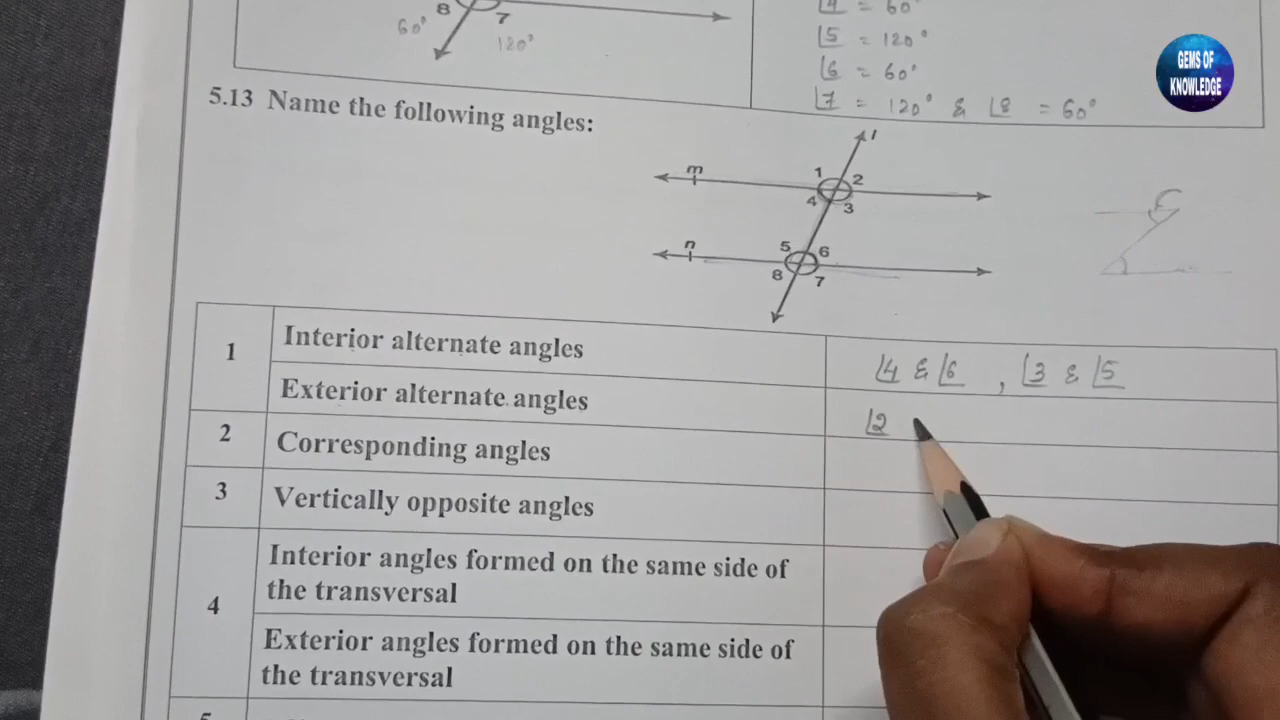 8
60°
7
120°
∠4 = 60°
∠5 = 120°
∠6 = 60°
∠7 = 120° & ∠8 = 60°
GEMS OF
KNOWLEDGE
5.13 Name the following angles:
l
m
1 2
4 3
n
5 6
8 7
1 Interior alternate angles ∠4 & ∠6 , ∠3 & ∠5
Exterior alternate angles ∠2
2 Corresponding angles
3 Vertically opposite angles
4 Interior angles formed on the same side of
the transversal
Exterior angles formed on the same side of
the transversal